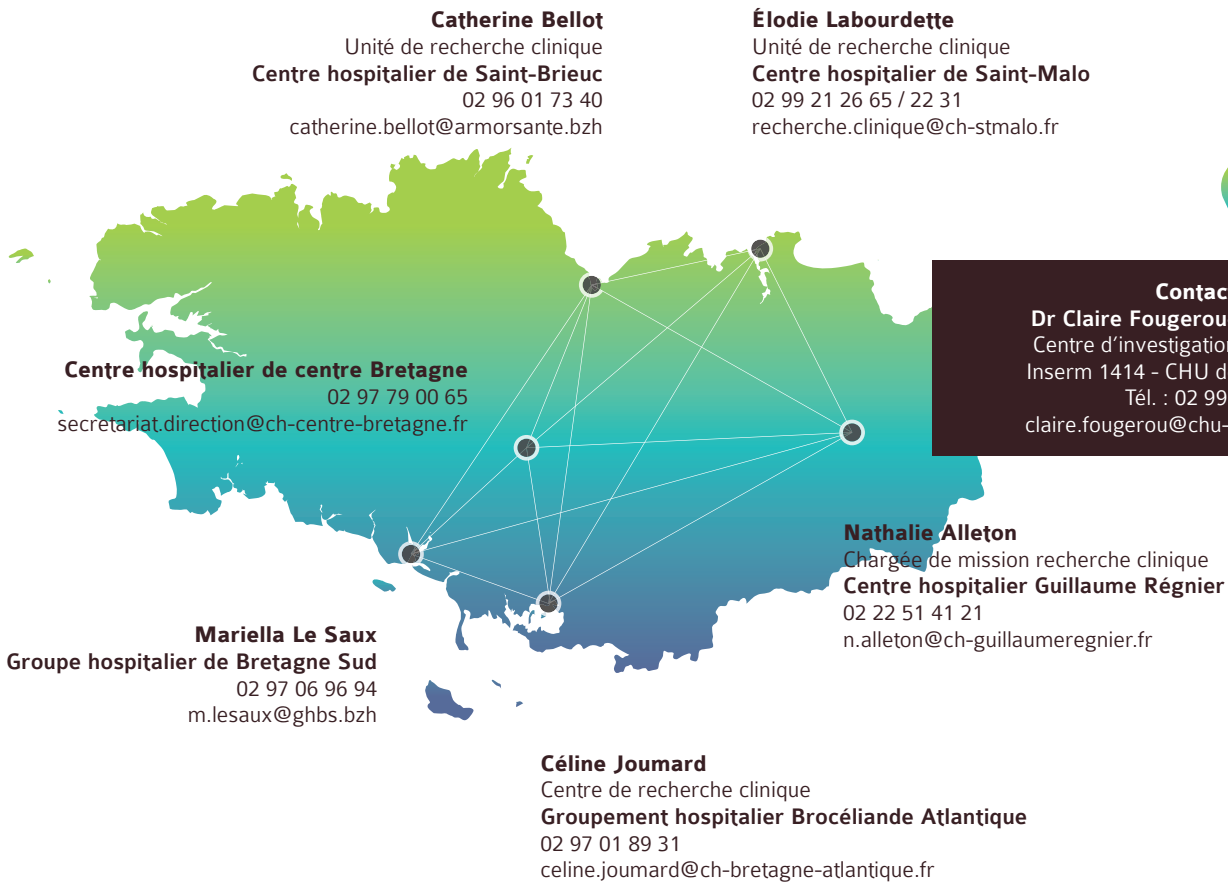 Catherine Bellot
Unité de recherche clinique
Centre hospitalier de Saint-Brieuc
02 96 01 73 40
catherine.bellot@armorsante.bzh
Élodie Labourdette
Unité de recherche clinique
Centre hospitalier de Saint-Malo
02 99 21 26 65 / 22 31
recherche.clinique@ch-stmalo.fr
Dr Claire
Centre d'investigation
Inserm 1414 - CHU
Tél. : 02 99
Centre hospitalier de centre Bretagne
02 97 79 00 65
secretariat.direction@ch-centre-bretagne.fr
Nathalie Alleton
Chargée de mission recherche clinique
Centre hospitalier Guillaume Régnier
02 22 51 41 21
n.alleton@ch-guillaumeregnier.fr
Mariella Le Saux
Groupe hospitalier de Bretagne Sud
02 97 06 96 94
m.lesaux@ghbs.bzh
Céline Joumard
Centre de recherche clinique
Groupement hospitalier Brocéliande Atlantique
02 97 01 89 31
celine.joumard@ch-bretagne-atlantique.fr